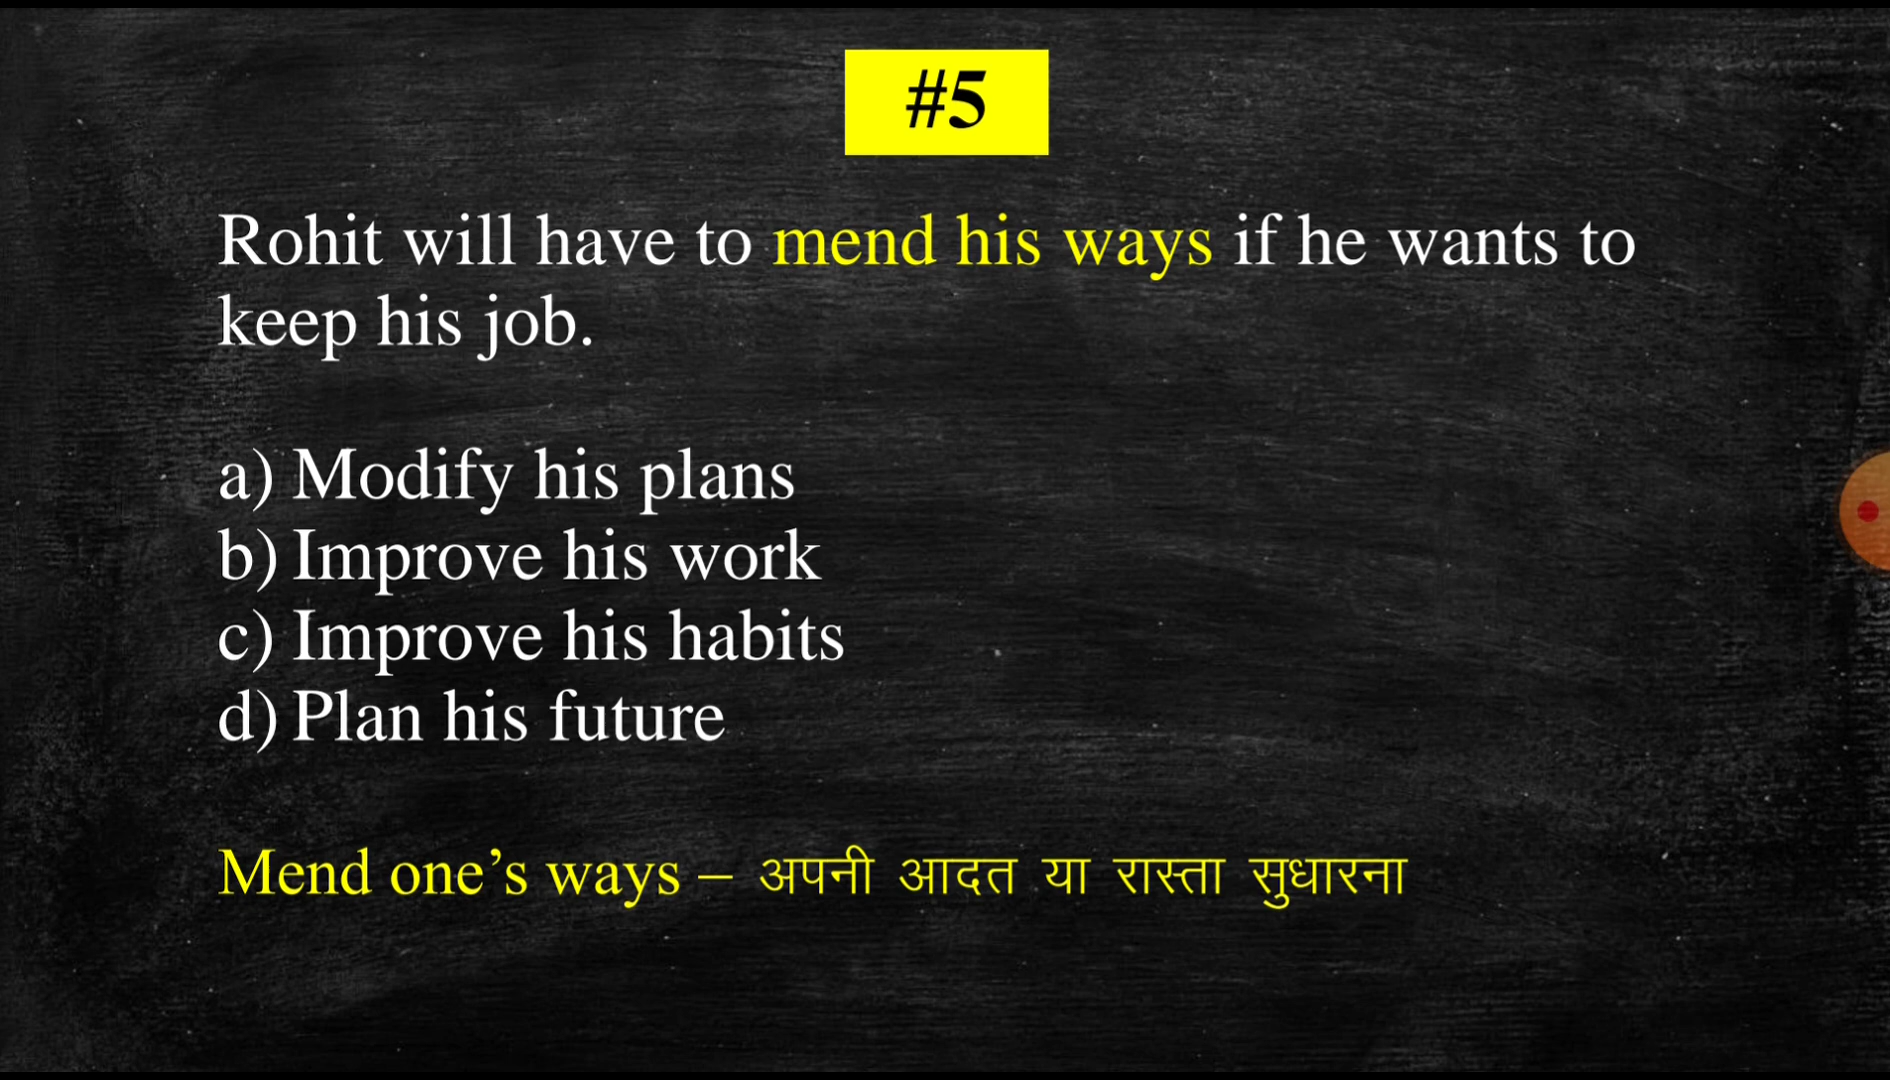 #5
Rohit will have to mend his ways if he wants to
keep his job.
a) Modify his plans
b) Improve his work
c) Improve his habits
d) Plan his future
Mend one’s ways – अपनी आदत या रास्ता सुधारना